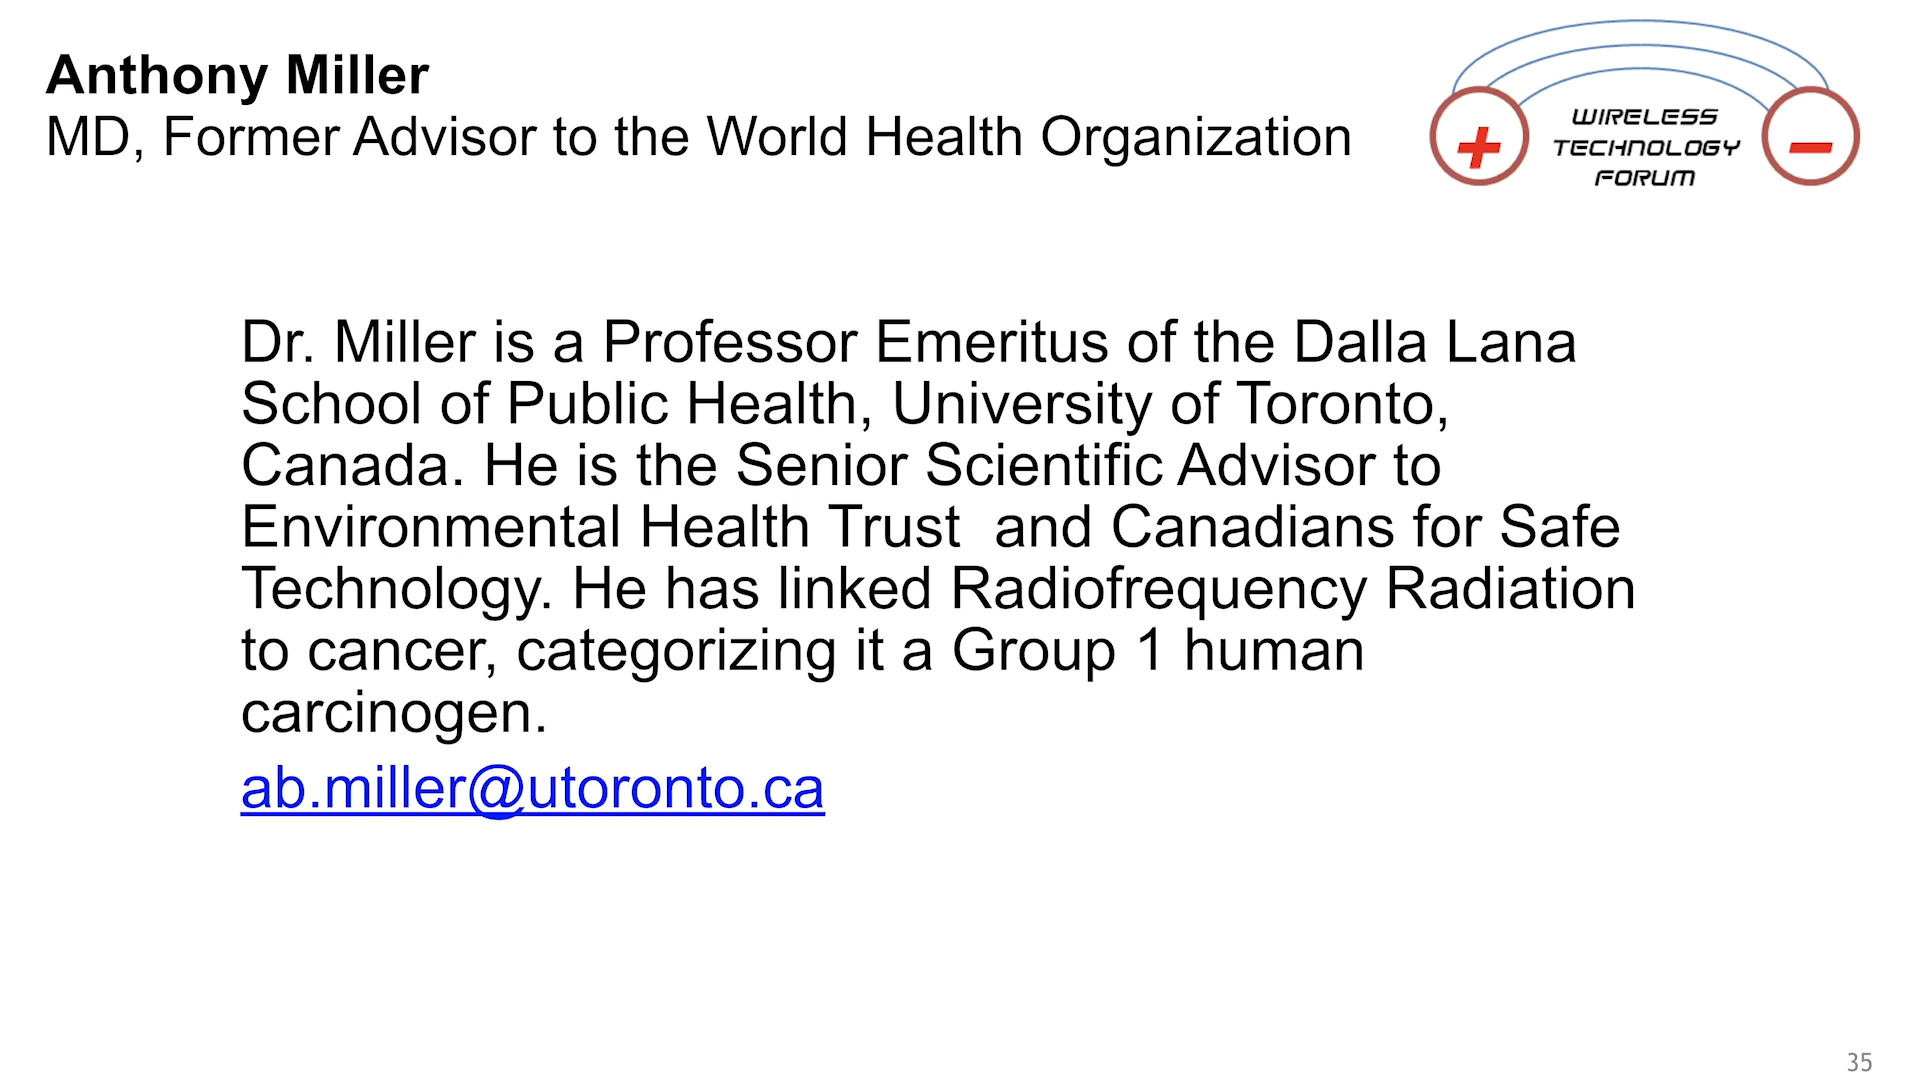 Anthony Miller
MD, Former Advisor to the World Health Organization
+ WIRELESS
TECHNOLOGY
FORUM −
Dr. Miller is a Professor Emeritus of the Dalla Lana
School of Public Health, University of Toronto,
Canada. He is the Senior Scientific Advisor to
Environmental Health Trust  and Canadians for Safe
Technology. He has linked Radiofrequency Radiation
to cancer, categorizing it a Group 1 human
carcinogen.
ab.miller@utoronto.ca
35